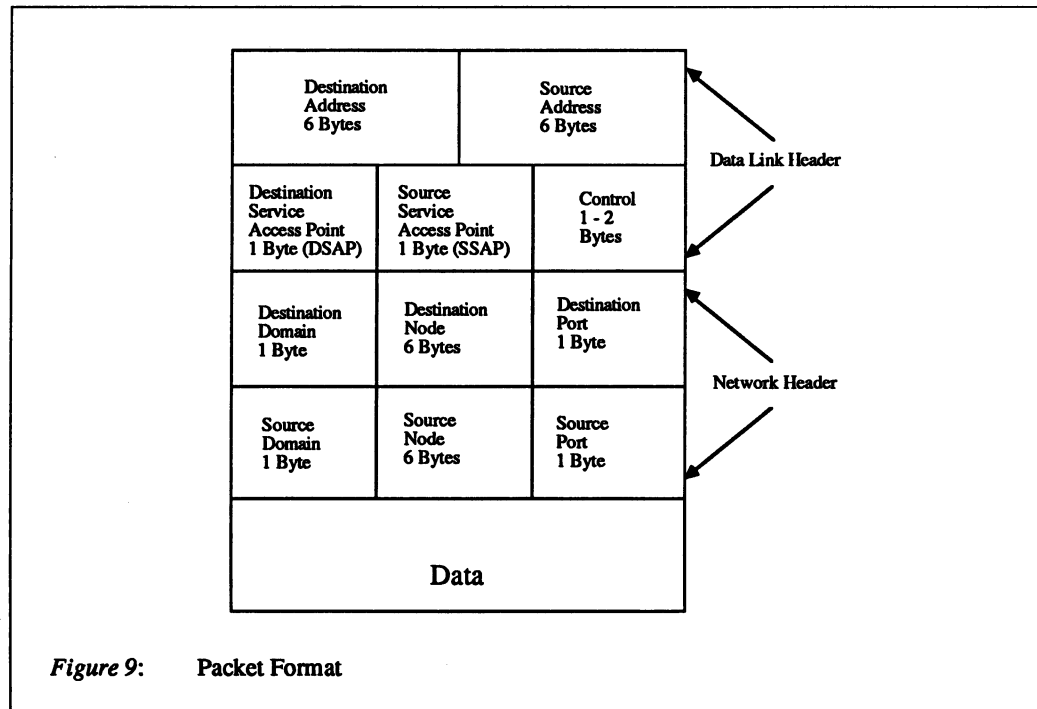 Destination
Address
6 Bytes
Source
Address
6 Bytes
Data Link Header
Destination
Service
Access Point
1 Byte (DSAP)
Source
Service
Access Point
1 Byte (SSAP)
Control
1 - 2
Bytes
Destination
Domain
1 Byte
Destination
Node
6 Bytes
Destination
Port
1 Byte
Network Header
Source
Domain
1 Byte
Source
Node
6 Bytes
Source
Port
1 Byte
Data
Figure 9: Packet Format